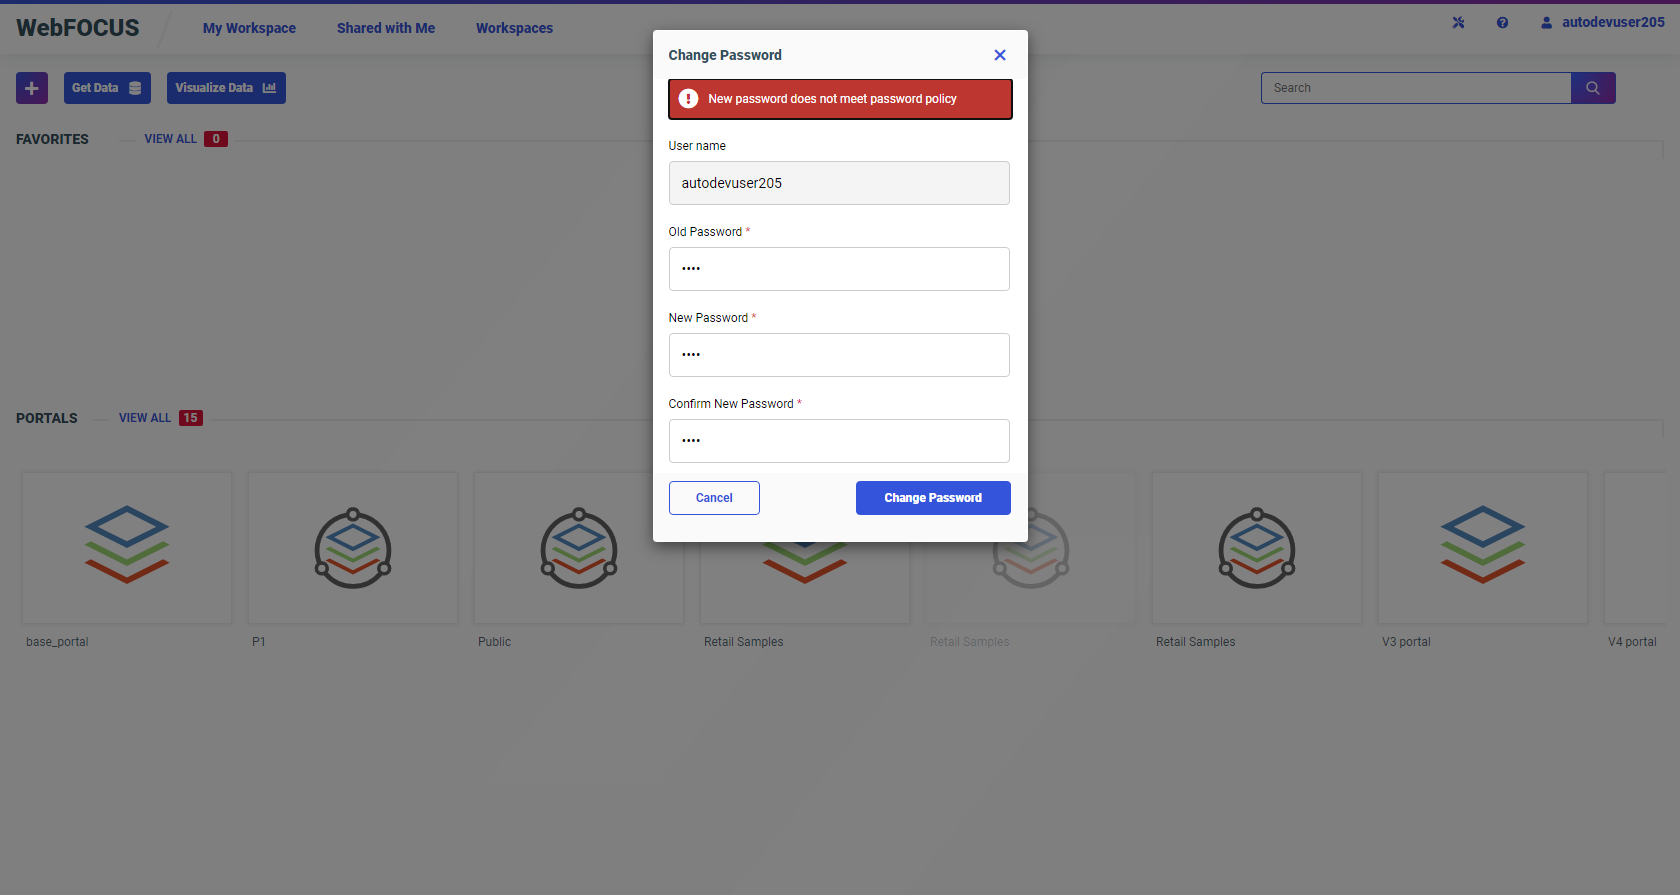 WebFOCUS
My Workspace
Shared with Me
Workspaces
autodevuser205
Get Data
Visualize Data
Search
FAVORITES
VIEW ALL 0
Change Password
New password does not meet password policy
User name
autodevuser205
Old Password *
••••
New Password *
••••
Confirm New Password *
••••
Cancel
Change Password
PORTALS
VIEW ALL 15
base_portal
P1
Public
Retail Samples
Retail Samples
Retail Samples
V3 portal
V4 portal